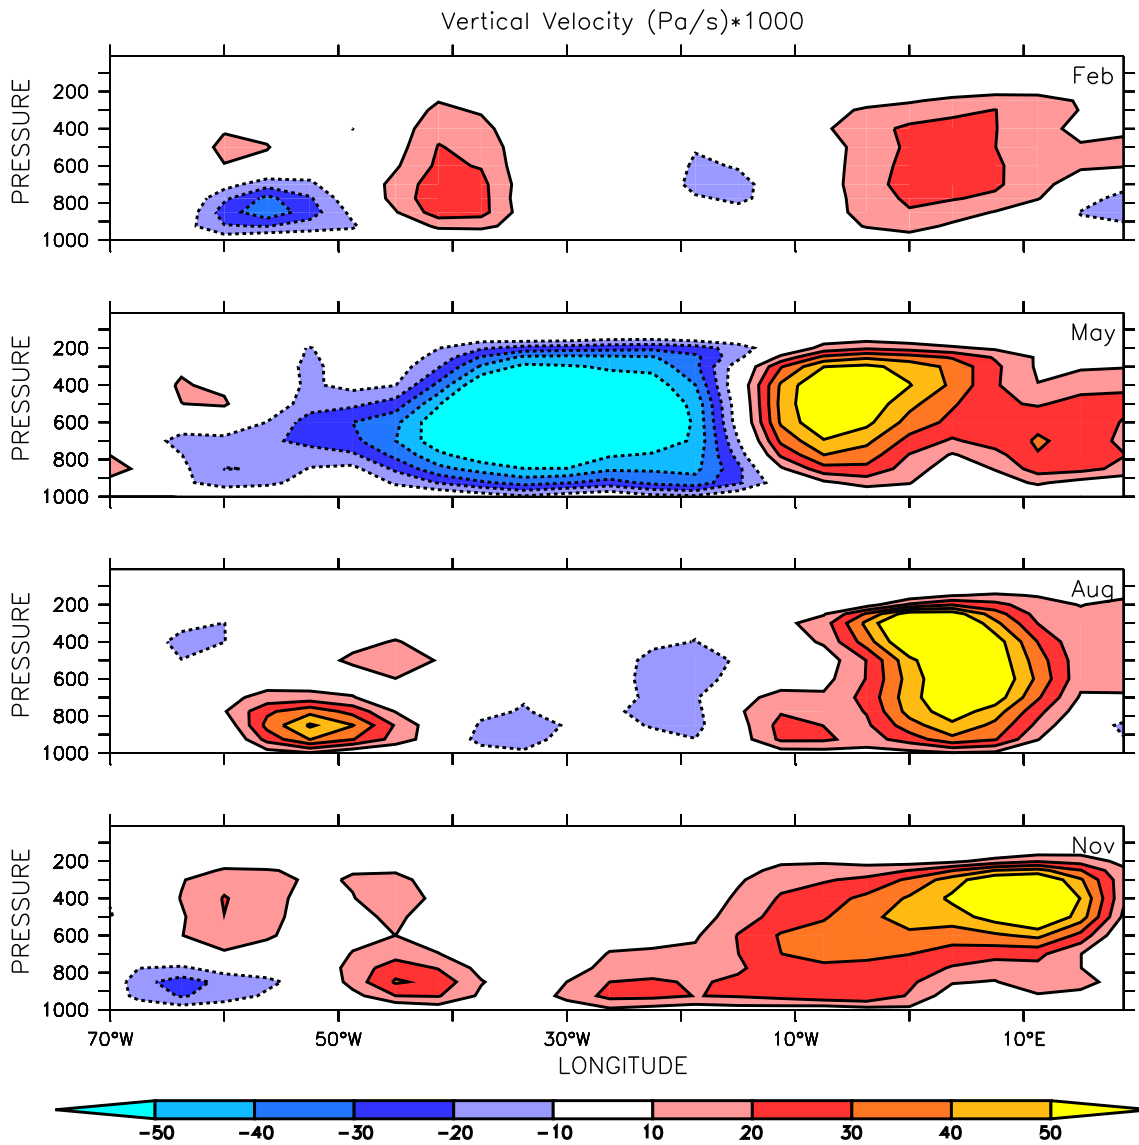 Vertical Velocity (Pa/s)*1000
Feb
PRESSURE
200
400
600
800
1000
May
PRESSURE
200
400
600
800
1000
Aug
PRESSURE
200
400
600
800
1000
Nov
PRESSURE
200
400
600
800
1000
70°W 50°W 30°W 10°W 10°E
LONGITUDE
-50 -40 -30 -20 -10 10 20 30 40 50